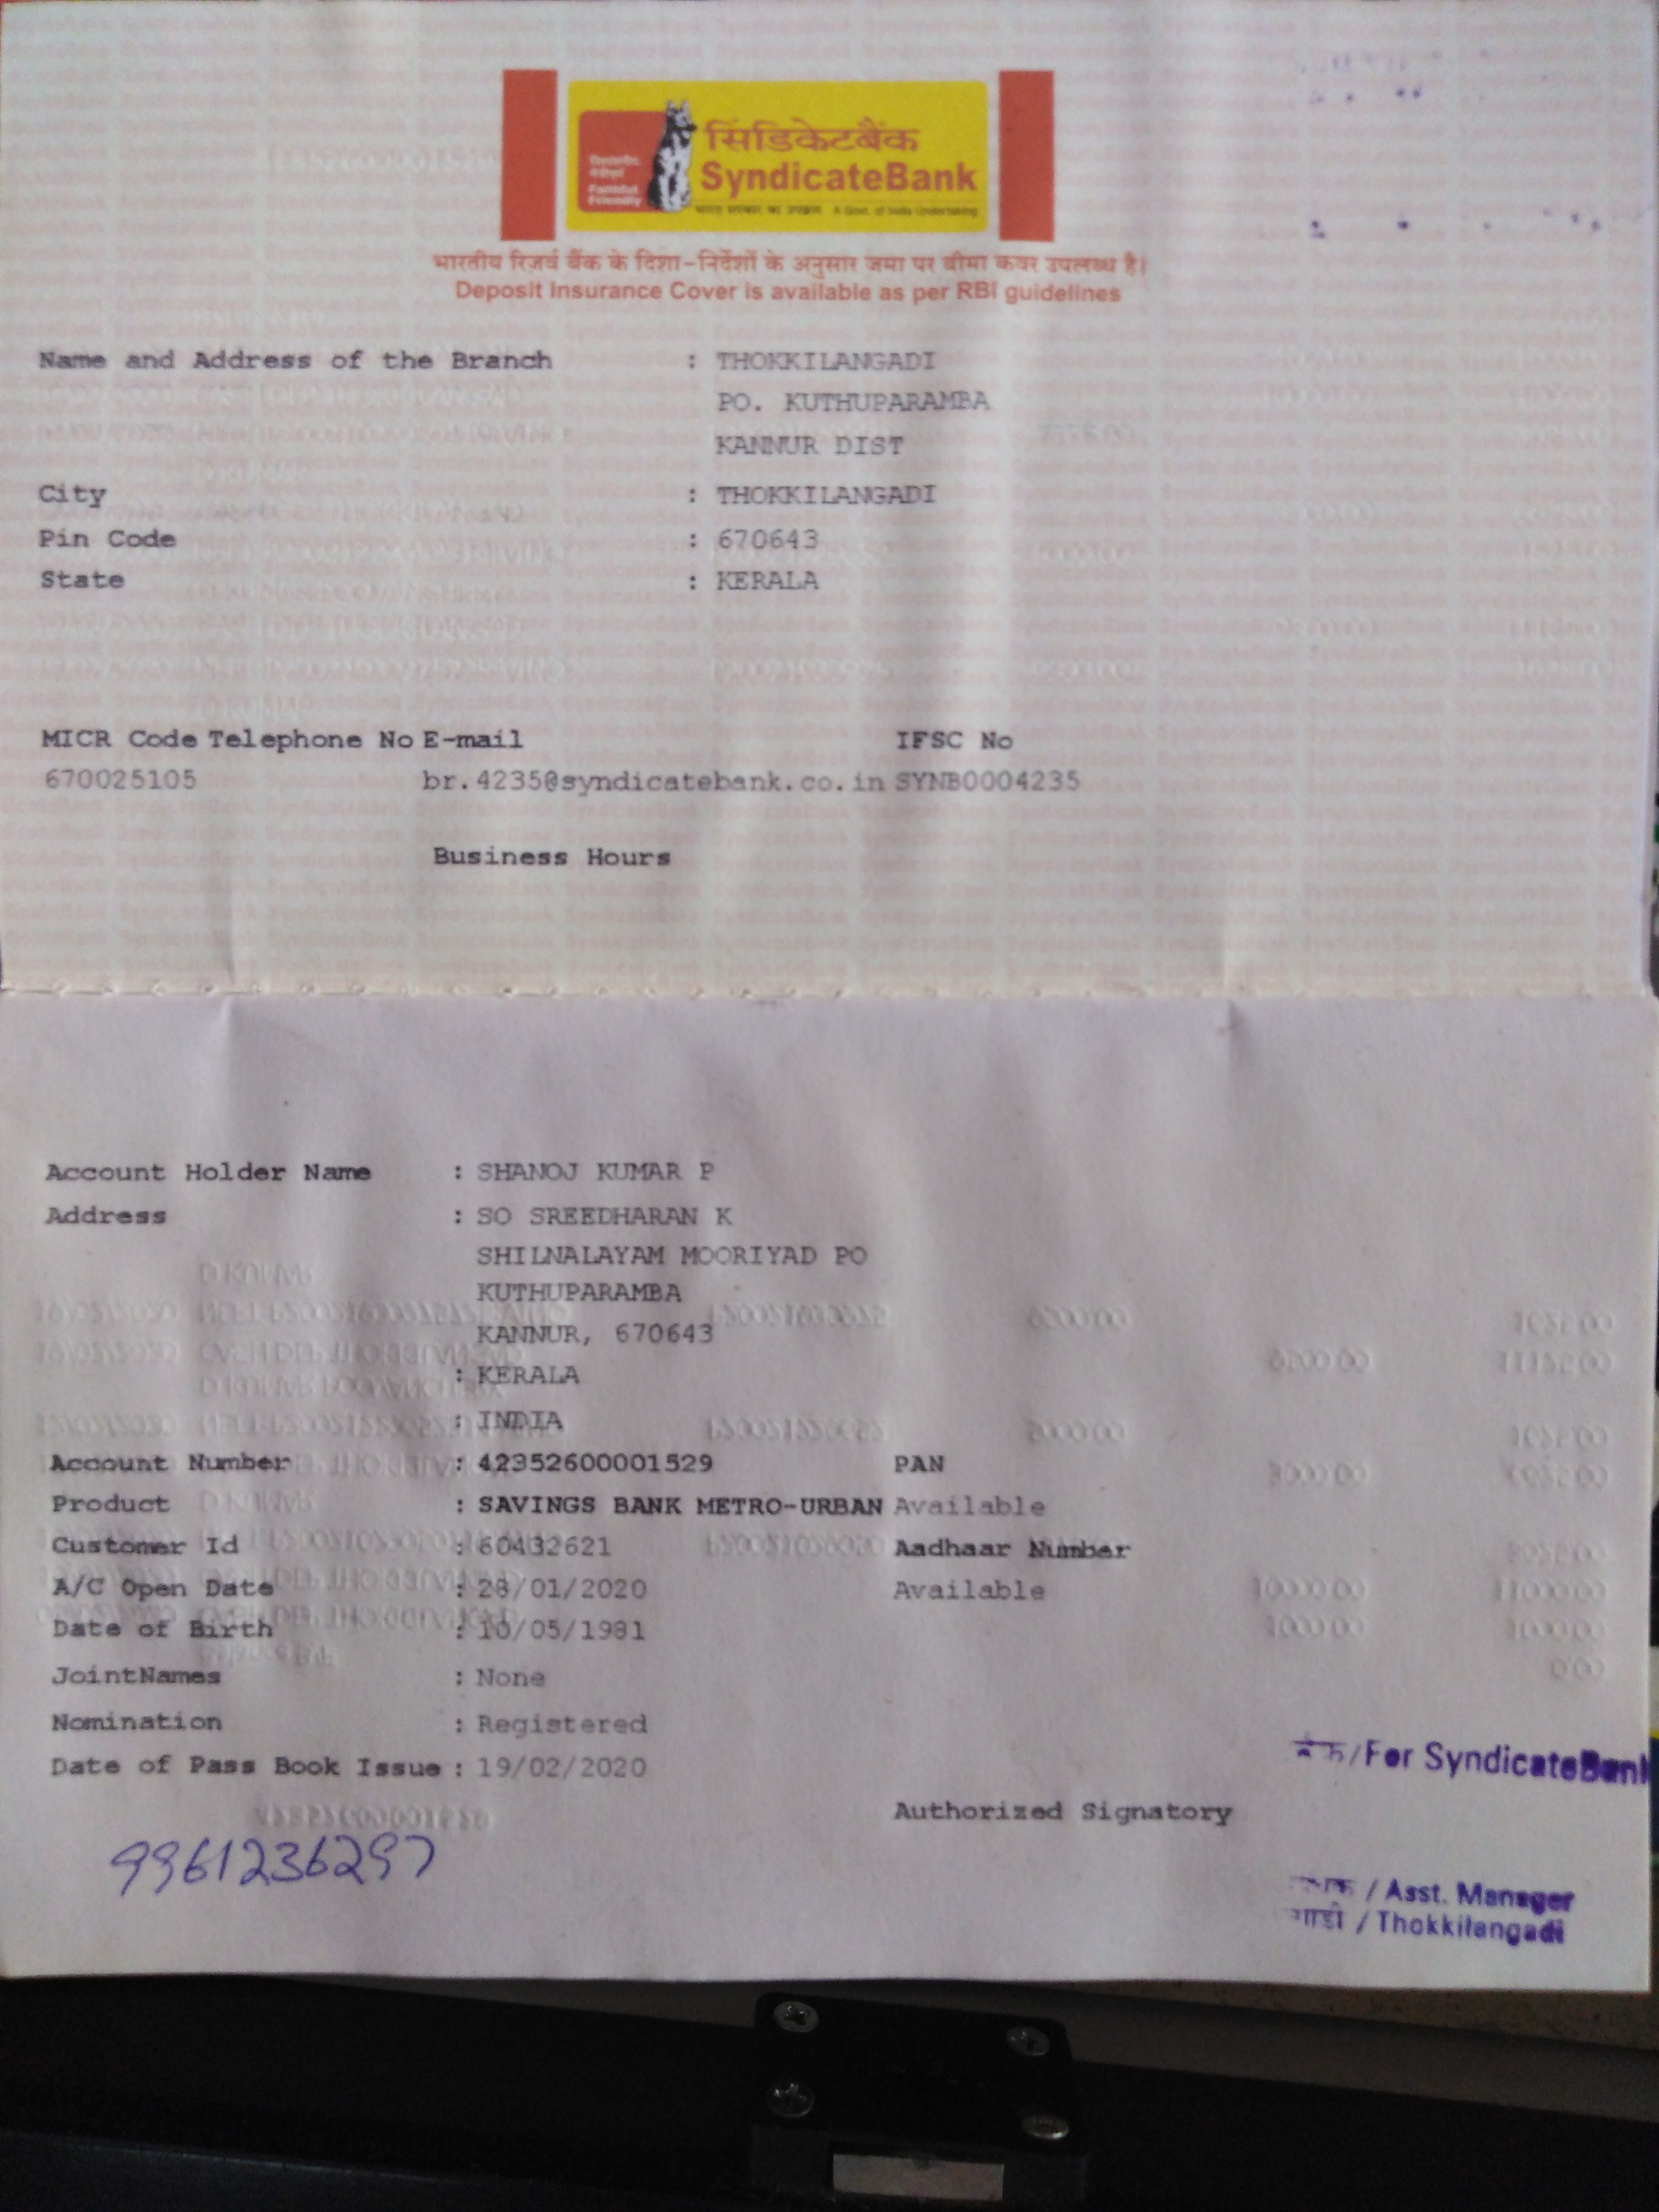 सिंडिकेटबैंक
SyndicateBank
Faithful
Friendly
भारत सरकार का उपक्रम A Govt. of India Undertaking
भारतीय रिज़र्व बैंक के दिशा-निर्देशों के अनुसार जमा पर बीमा कवर उपलब्ध है।
Deposit Insurance Cover is available as per RBI guidelines
Name and Address of the Branch : THOKKILANGADI
PO. KUTHUPARAMBA
KANNUR DIST
City : THOKKILANGADI
Pin Code : 670643
State : KERALA
MICR Code Telephone No E-mail IFSC No
670025105 br.4235@syndicatebank.co.in SYNB0004235
Business Hours
Account Holder Name : SHANOJ KUMAR P
Address : SO SREEDHARAN K
SHILNALAYAM MOORIYAD PO
KUTHUPARAMBA
KANNUR, 670643
: KERALA
: INDIA
Account Number : 42352600001529 PAN
Product : SAVINGS BANK METRO-URBAN Available
Customer Id : 60432621 Aadhaar Number
A/C Open Date : 28/01/2020 Available
Date of Birth : 10/05/1981
JointNames : None
Nomination : Registered
Date of Pass Book Issue : 19/02/2020
/For SyndicateBank
Authorized Signatory
9961236297
/ Asst. Manager
/ Thokkilangadi